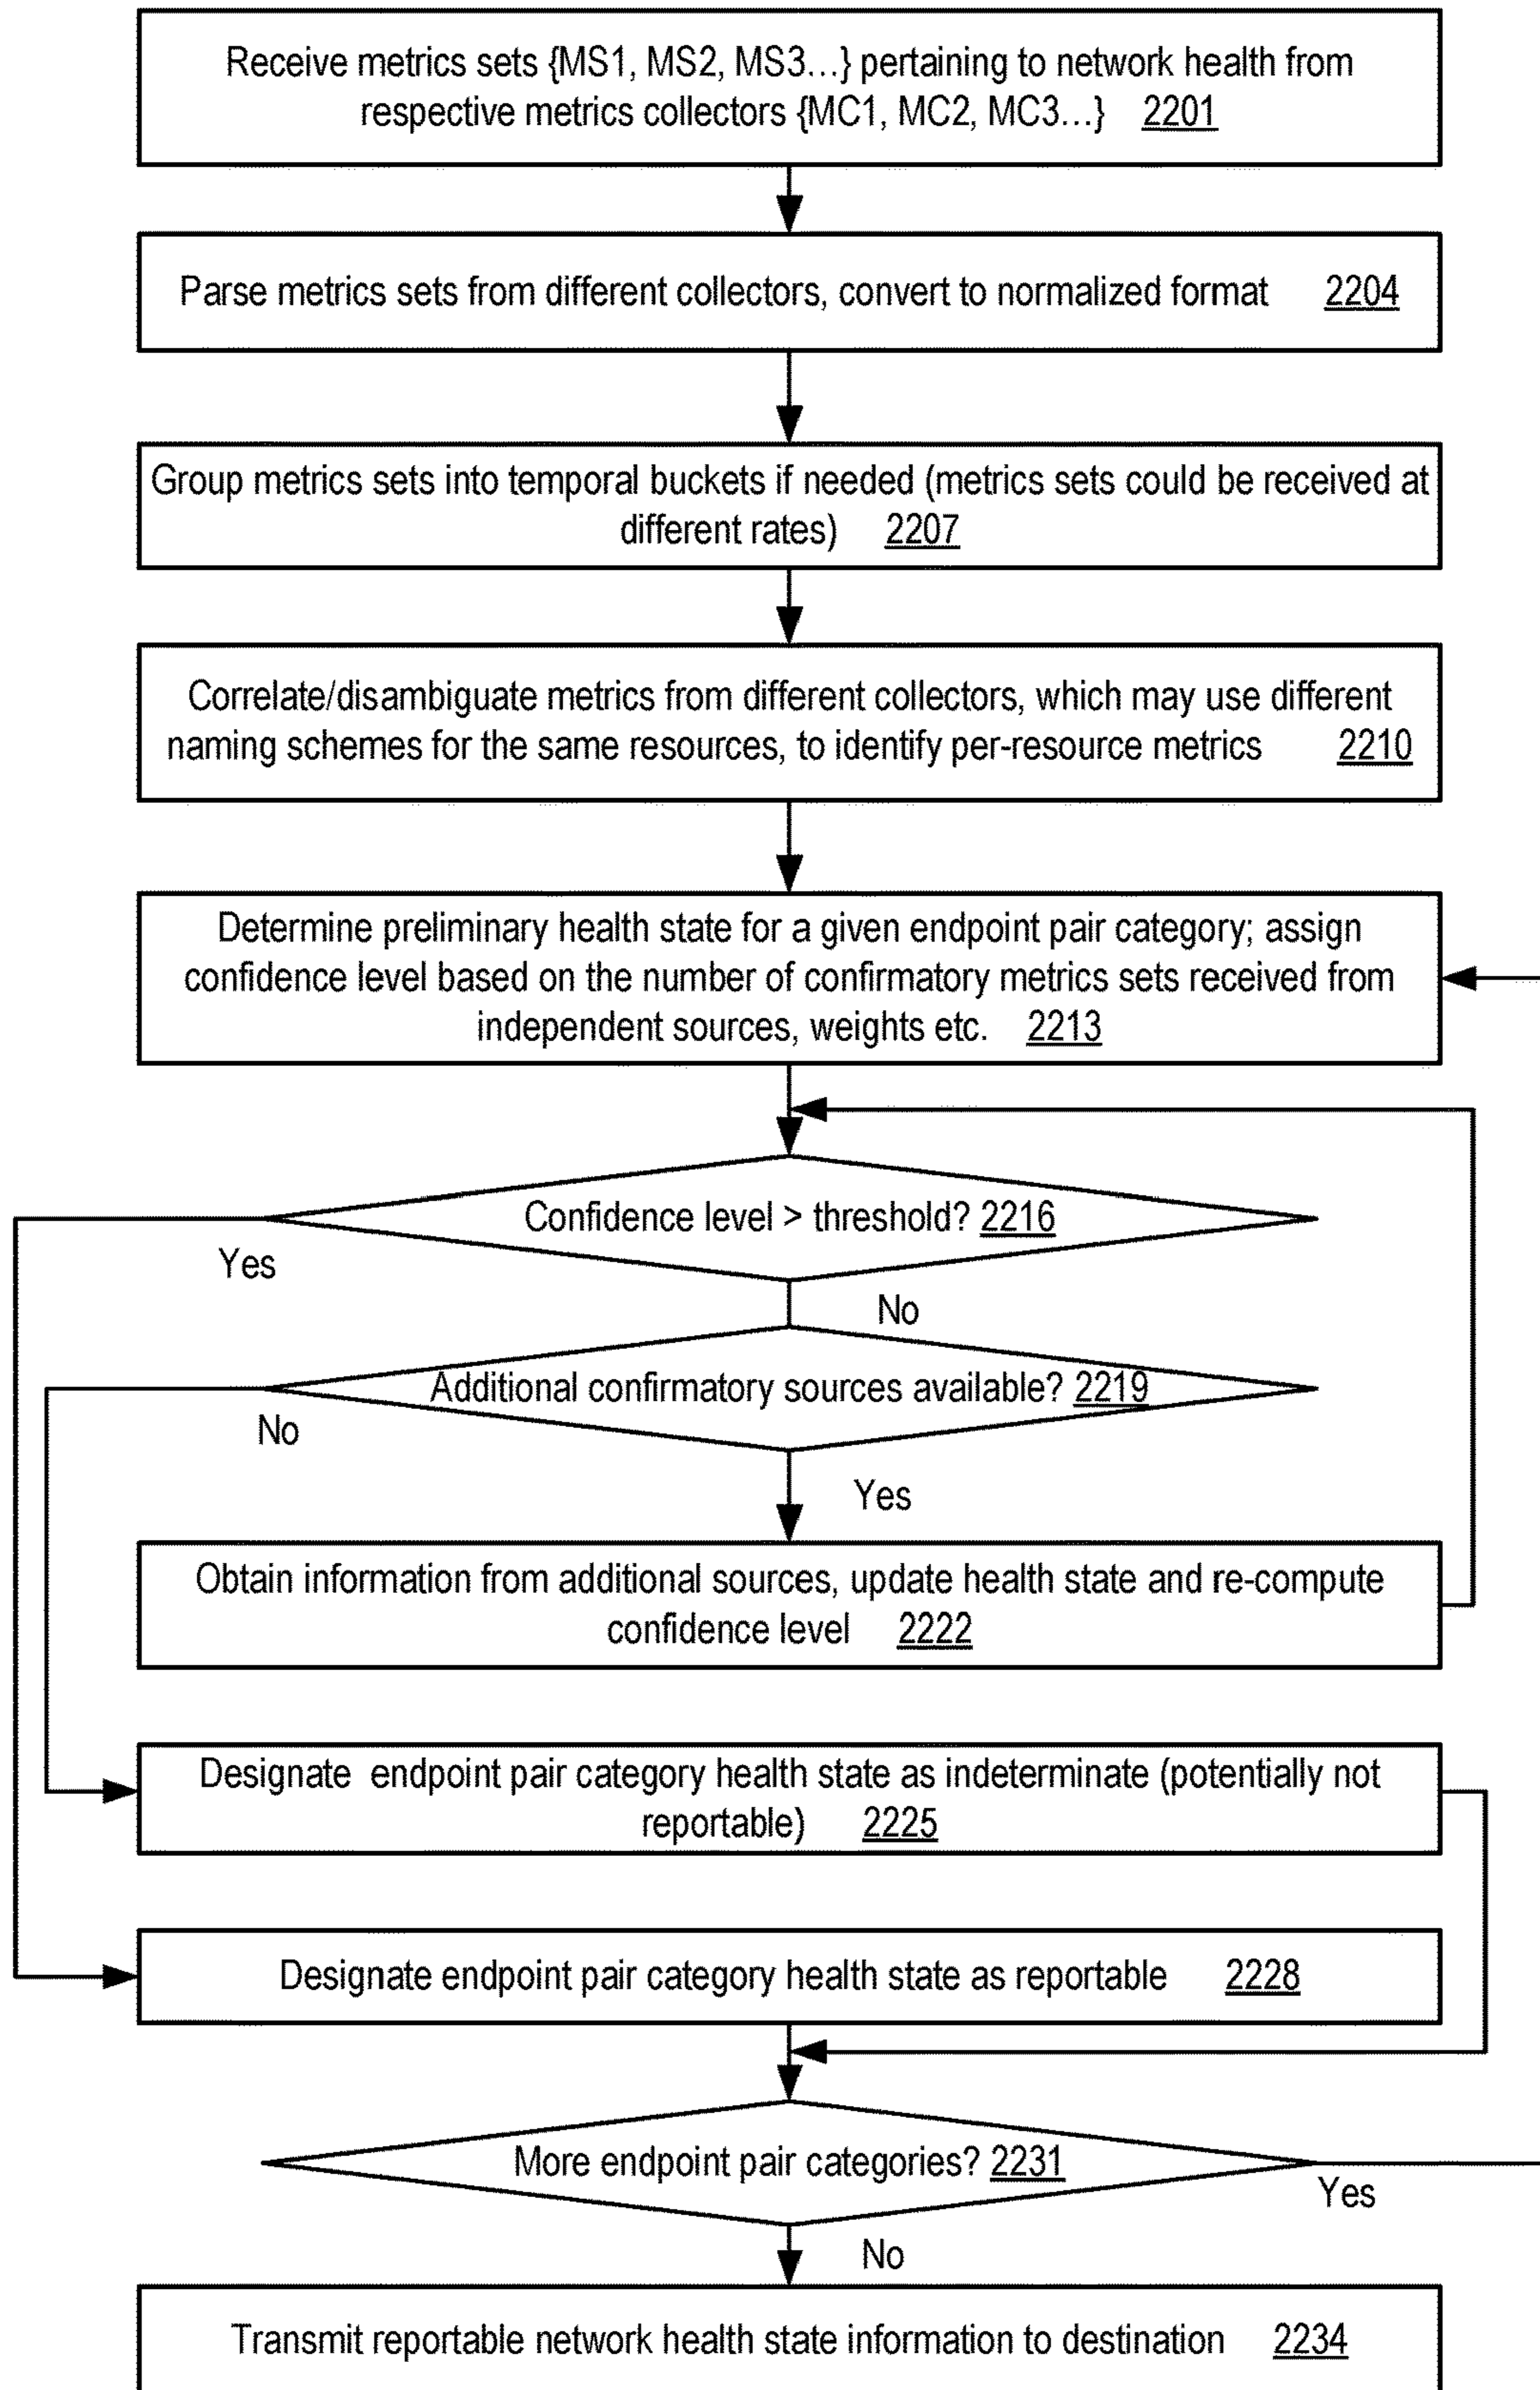 Receive metrics sets {MS1, MS2, MS3...} pertaining to network health from
respective metrics collectors {MC1, MC2, MC3...} 2201
Parse metrics sets from different collectors, convert to normalized format 2204
Group metrics sets into temporal buckets if needed (metrics sets could be received at
different rates) 2207
Correlate/disambiguate metrics from different collectors, which may use different
naming schemes for the same resources, to identify per-resource metrics 2210
Determine preliminary health state for a given endpoint pair category; assign
confidence level based on the number of confirmatory metrics sets received from
independent sources, weights etc. 2213
Confidence level > threshold? 2216
Yes
No
Additional confirmatory sources available? 2219
No
Yes
Obtain information from additional sources, update health state and re-compute
confidence level 2222
Designate endpoint pair category health state as indeterminate (potentially not
reportable) 2225
Designate endpoint pair category health state as reportable 2228
More endpoint pair categories? 2231
Yes
No
Transmit reportable network health state information to destination 2234